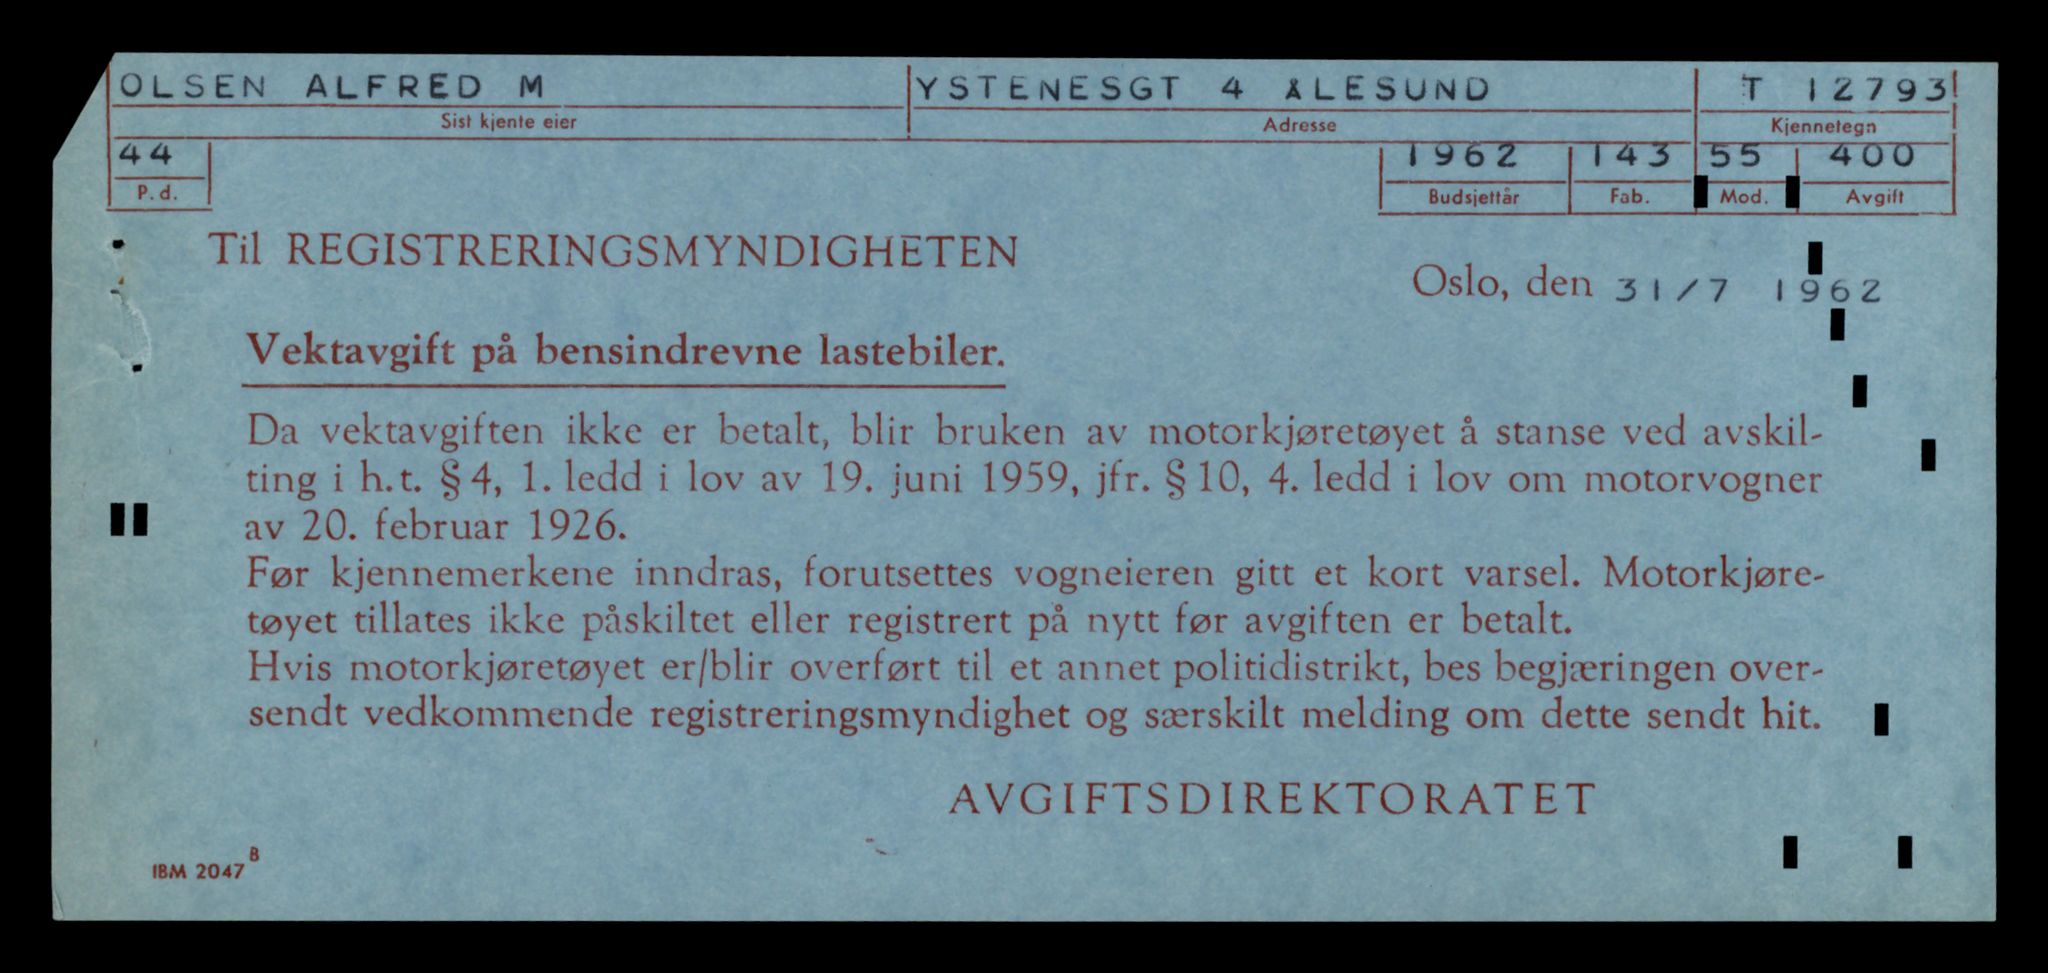 OLSEN ALFRED M YSTENESGT 4 ÅLESUND T 12793
Sist kjente eier Adresse Kjennetegn
44 1962 143 55 400
P. d. Budsjettår Fab. Mod. Avgift
Til REGISTRERINGSMYNDIGHETEN
Oslo, den 31/7 1962
Vektavgift på bensindrevne lastebiler.
Da vektavgiften ikke er betalt, blir bruken av motorkjøretøyet å stanse ved avskil-
ting i h.t. § 4, 1. ledd i lov av 19. juni 1959, jfr. § 10, 4. ledd i lov om motorvogner
av 20. februar 1926.
Før kjennemerkene inndras, forutsettes vogneieren gitt et kort varsel. Motorkjøre-
tøyet tillates ikke påskiltet eller registrert på nytt før avgiften er betalt.
Hvis motorkjøretøyet er/blir overført til et annet politidistrikt, bes begjæringen over-
sendt vedkommende registreringsmyndighet og særskilt melding om dette sendt hit.
AVGIFTSDIREKTORATET
IBM 2047 B